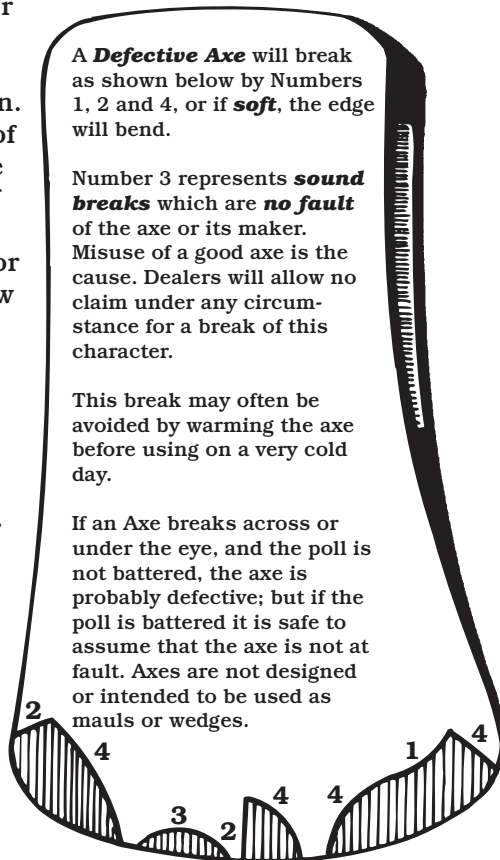 r
n.
of
e
or
w
A Defective Axe will break
as shown below by Numbers
1, 2 and 4, or if soft, the edge
will bend.
Number 3 represents sound
breaks which are no fault
of the axe or its maker.
Misuse of a good axe is the
cause. Dealers will allow no
claim under any circum-
stance for a break of this
character.
This break may often be
avoided by warming the axe
before using on a very cold
day.
If an Axe breaks across or
under the eye, and the poll is
not battered, the axe is
probably defective; but if the
poll is battered it is safe to
assume that the axe is not at
fault. Axes are not designed
or intended to be used as
mauls or wedges.
2
4
3
2
4
4
1
4